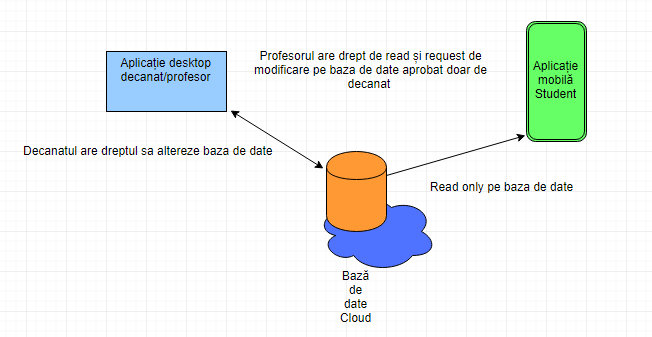 Aplicație desktop
decanat/profesor
Profesorul are drept de read și request de
modificare pe baza de date aprobat doar de
decanat
Aplicație
mobilă
Student
Decanatul are dreptul sa altereze baza de date
Read only pe baza de date
Bază
de
date
Cloud